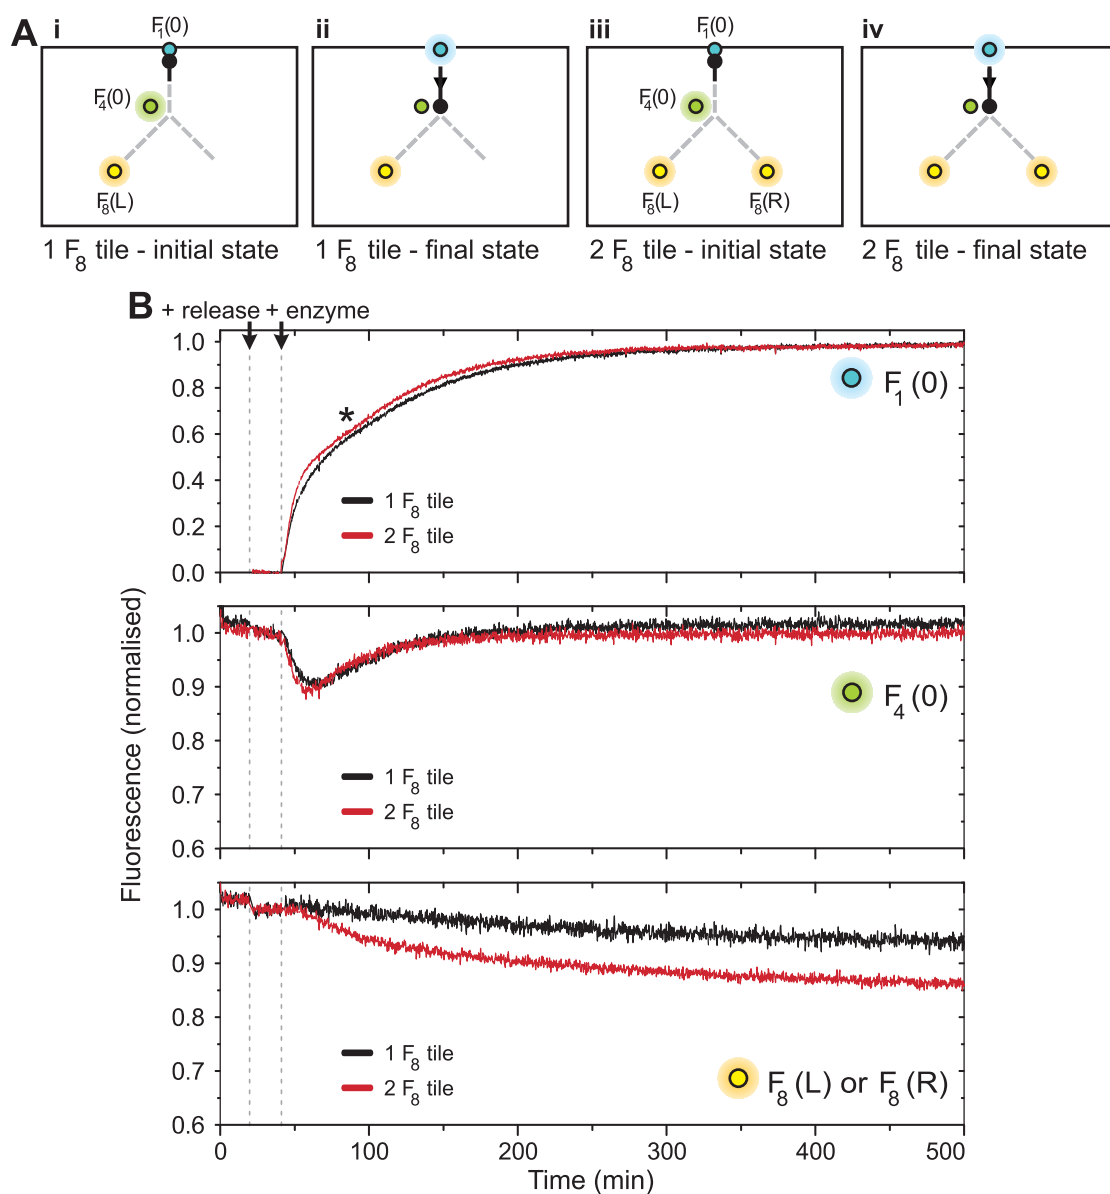 A
i
F1(0)
F4(0)
F8(L)
1 F8 tile - initial state
ii
1 F8 tile - final state
iii
F1(0)
F4(0)
F8(L)
F8(R)
2 F8 tile - initial state
iv
2 F8 tile - final state
B
+ release + enzyme
1.0
0.8
0.6
0.4
0.2
0.0
*
1 F8 tile
2 F8 tile
F1(0)
Fluorescence (normalised)
1.0
0.9
0.8
0.7
0.6
1 F8 tile
2 F8 tile
F4(0)
1.0
0.9
0.8
0.7
0.6
1 F8 tile
2 F8 tile
F8(L) or F8(R)
0 100 200 300 400 500
Time (min)